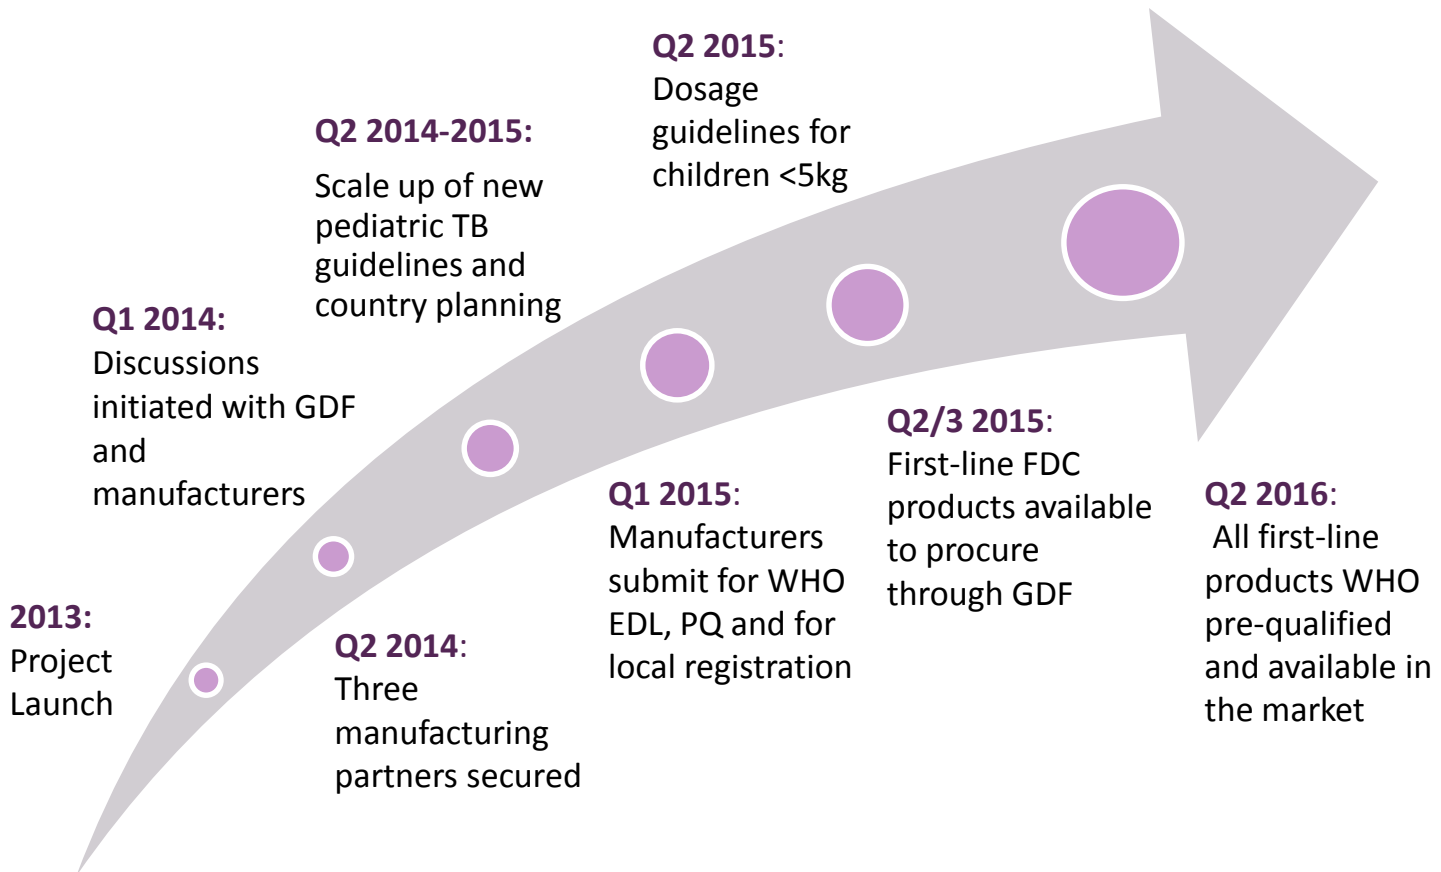 2013:
Project
Launch
Q1 2014:
Discussions
initiated with GDF
and
manufacturers
Q2 2014:
Three
manufacturing
partners secured
Q2 2014-2015:
Scale up of new
pediatric TB
guidelines and
country planning
Q1 2015:
Manufacturers
submit for WHO
EDL, PQ and for
local registration
Q2 2015:
Dosage
guidelines for
children <5kg
Q2/3 2015:
First-line FDC
products available
to procure
through GDF
Q2 2016:
All first-line
products WHO
pre-qualified
and available in
the market